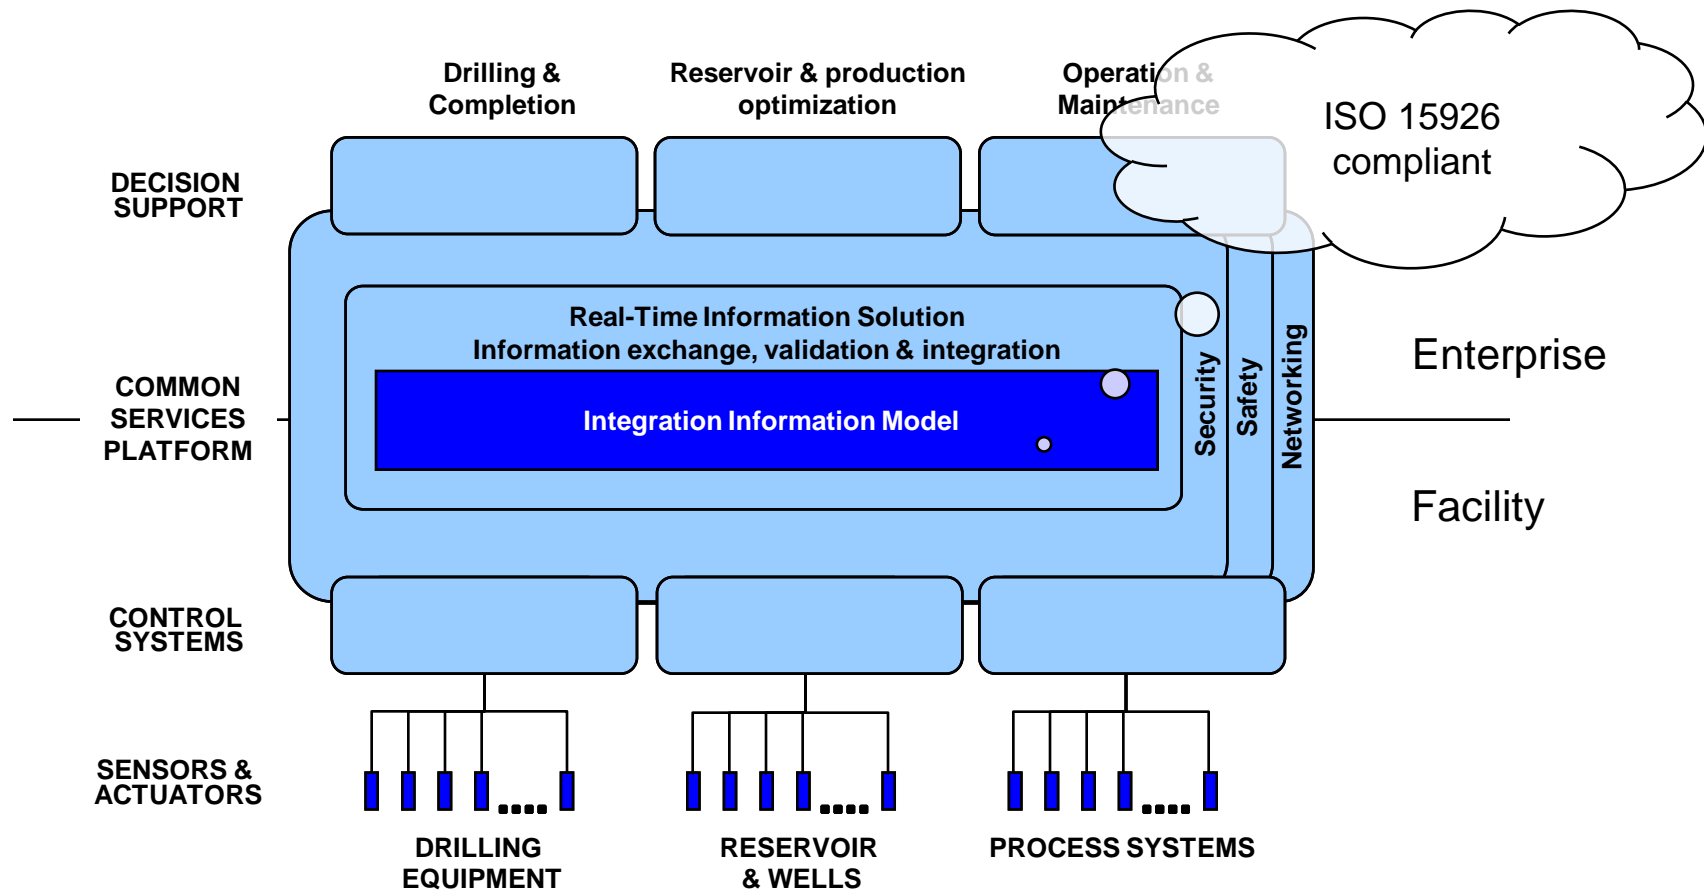 Drilling &
Completion
Reservoir & production
optimization
Operation &
Maintenance
ISO 15926
compliant
DECISION
SUPPORT
Real-Time Information Solution
Information exchange, validation & integration
Integration Information Model
Security
Safety
Networking
Enterprise
COMMON
SERVICES
PLATFORM
Facility
CONTROL
SYSTEMS
SENSORS &
ACTUATORS
DRILLING
EQUIPMENT
RESERVOIR
& WELLS
PROCESS SYSTEMS